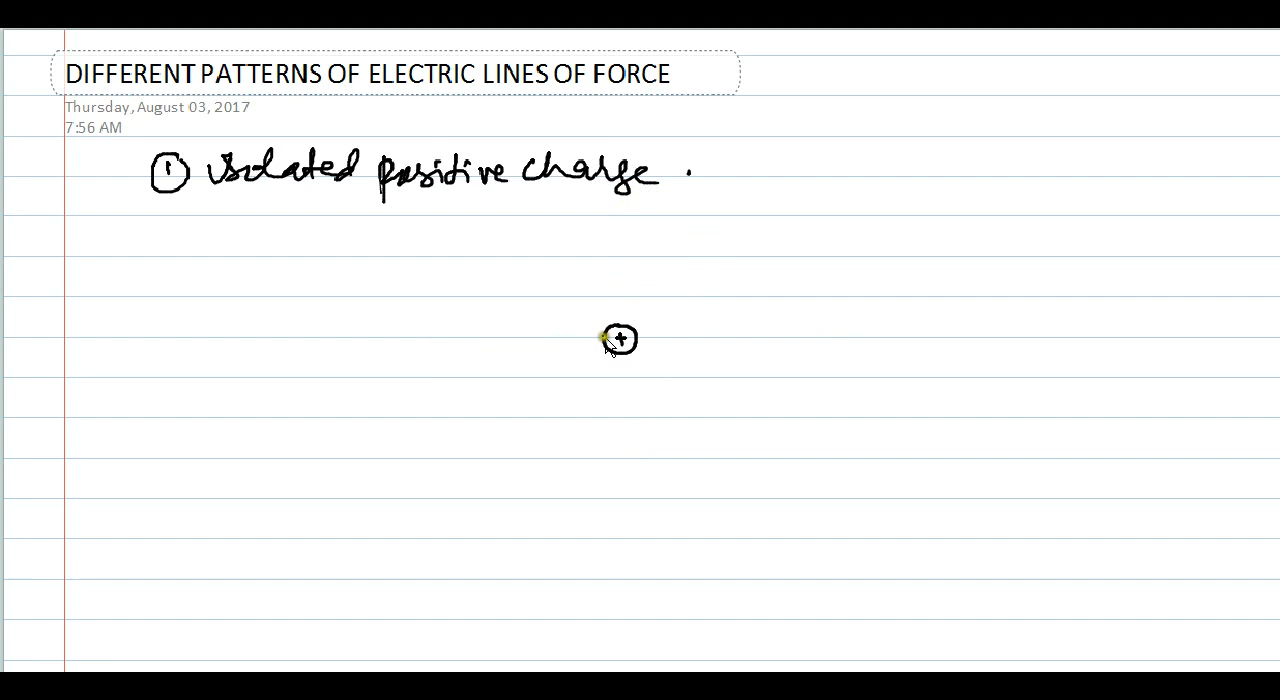 DIFFERENT PATTERNS OF ELECTRIC LINES OF FORCE
Thursday, August 03, 2017
7:56 AM
① isolated positive charge .
+